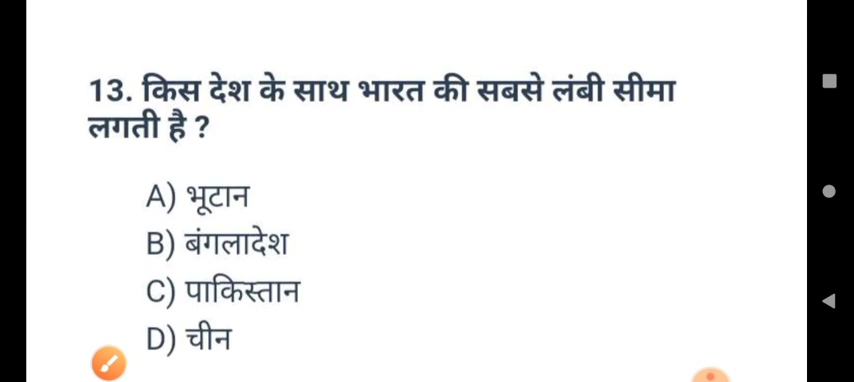 13. किस देश के साथ भारत की सबसे लंबी सीमा
लगती है ?
A) भूटान
B) बंगलादेश
C) पाकिस्तान
D) चीन